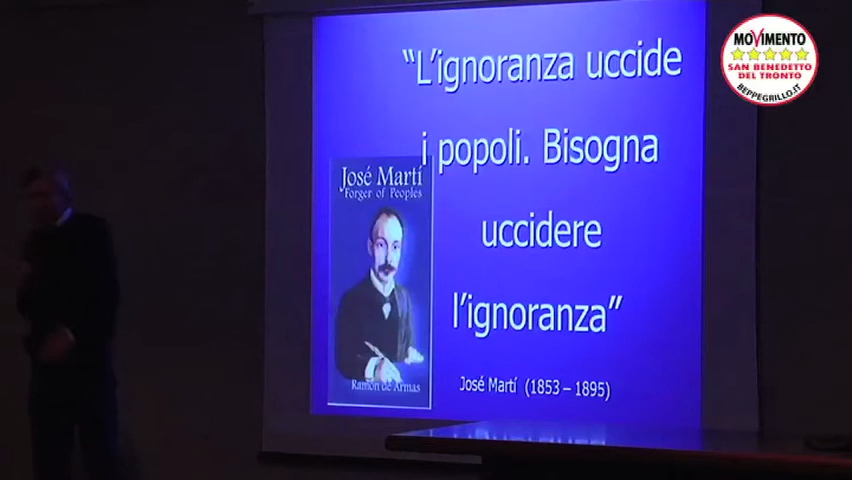 “L’ignoranza uccide
i popoli. Bisogna
uccidere
l’ignoranza”
José Martí (1853 – 1895)
José Martí
Forger of Peoples
Ramón de Armas
MOVIMENTO
SAN BENEDETTO
DEL TRONTO
BEPPEGRILLO.IT